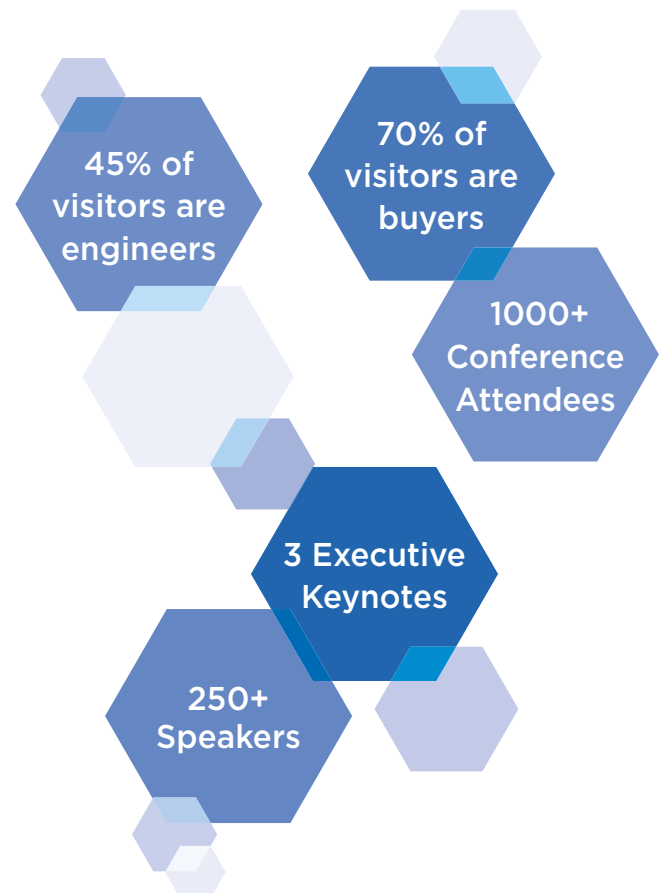 45% of
visitors are
engineers
70% of
visitors are
buyers
1000+
Conference
Attendees
3 Executive
Keynotes
250+
Speakers